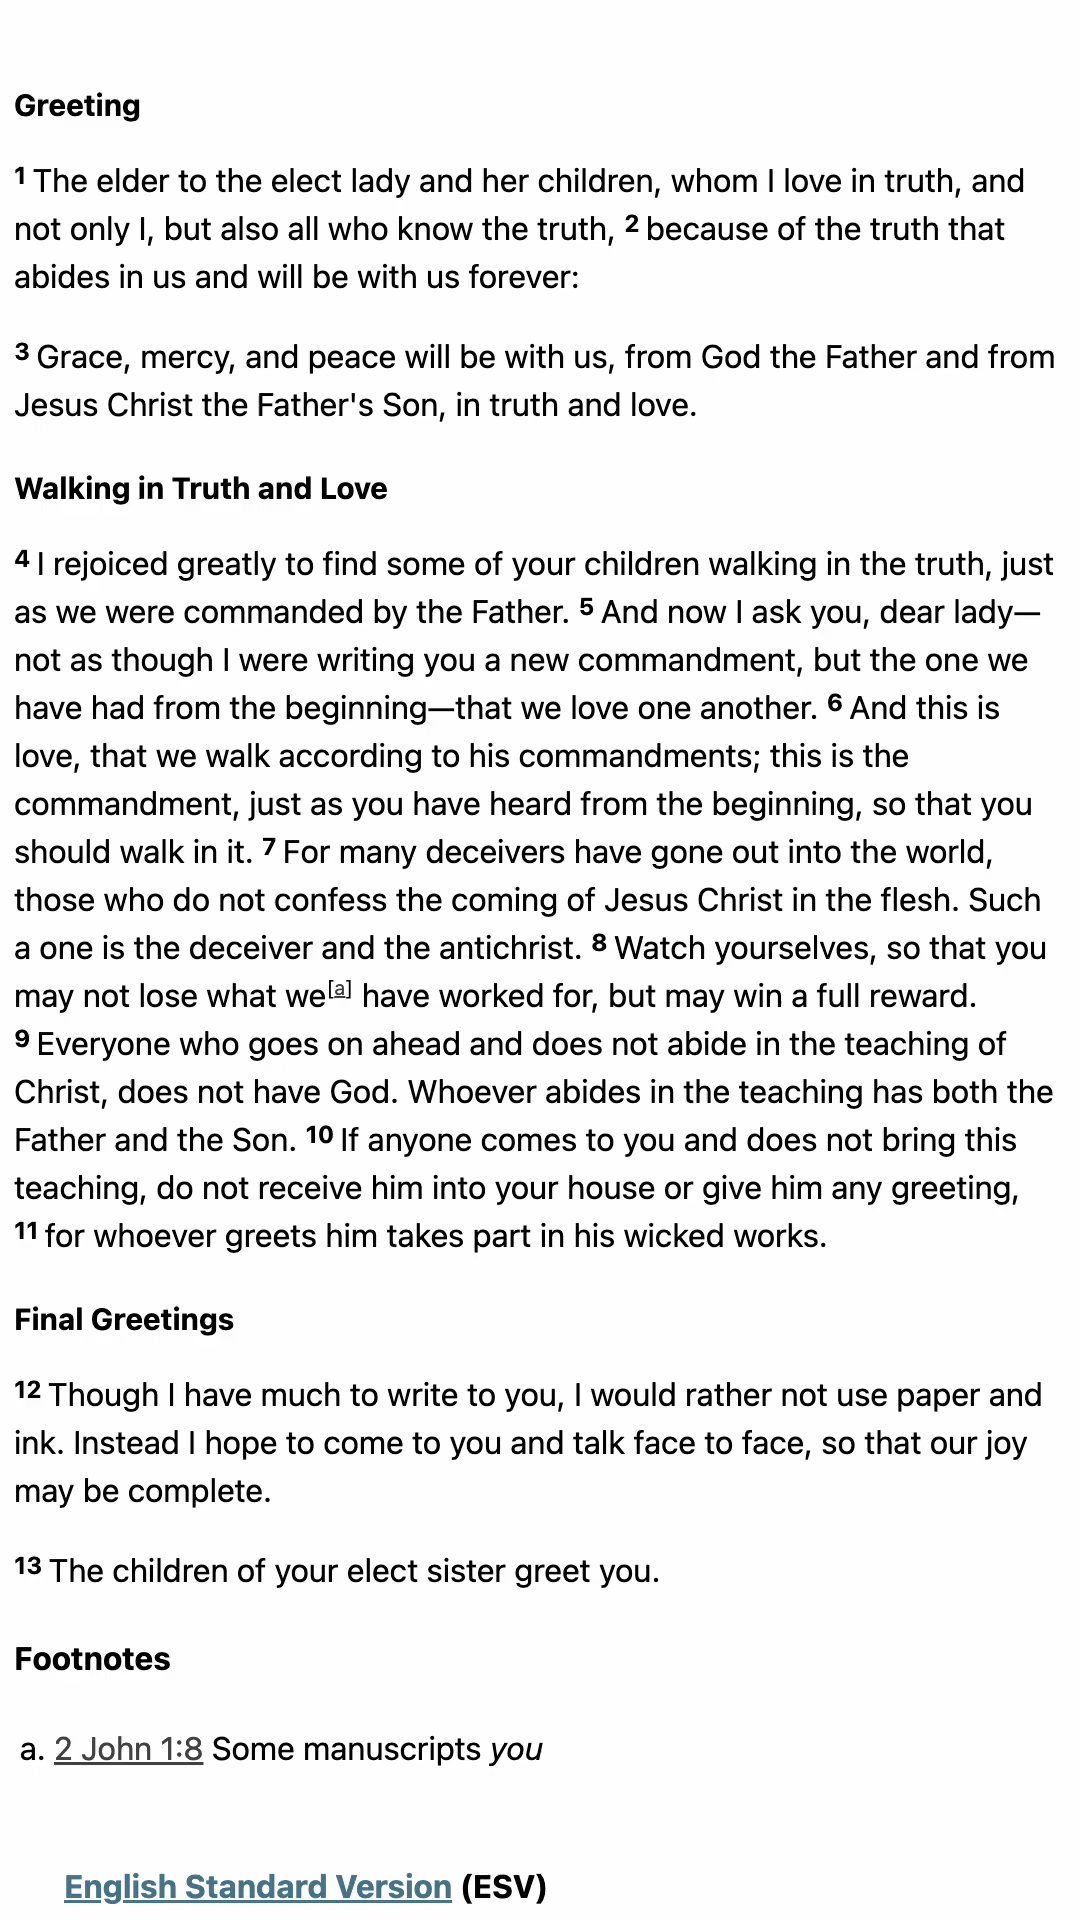 Greeting
1 The elder to the elect lady and her children, whom I love in truth, and
not only I, but also all who know the truth, 2 because of the truth that
abides in us and will be with us forever:
3 Grace, mercy, and peace will be with us, from God the Father and from
Jesus Christ the Father's Son, in truth and love.
Walking in Truth and Love
4 I rejoiced greatly to find some of your children walking in the truth, just
as we were commanded by the Father. 5 And now I ask you, dear lady—
not as though I were writing you a new commandment, but the one we
have had from the beginning—that we love one another. 6 And this is
love, that we walk according to his commandments; this is the
commandment, just as you have heard from the beginning, so that you
should walk in it. 7 For many deceivers have gone out into the world,
those who do not confess the coming of Jesus Christ in the flesh. Such
a one is the deceiver and the antichrist. 8 Watch yourselves, so that you
may not lose what we[a] have worked for, but may win a full reward.
9 Everyone who goes on ahead and does not abide in the teaching of
Christ, does not have God. Whoever abides in the teaching has both the
Father and the Son. 10 If anyone comes to you and does not bring this
teaching, do not receive him into your house or give him any greeting,
11 for whoever greets him takes part in his wicked works.
Final Greetings
12 Though I have much to write to you, I would rather not use paper and
ink. Instead I hope to come to you and talk face to face, so that our joy
may be complete.
13 The children of your elect sister greet you.
Footnotes
a. 2 John 1:8 Some manuscripts you
English Standard Version (ESV)